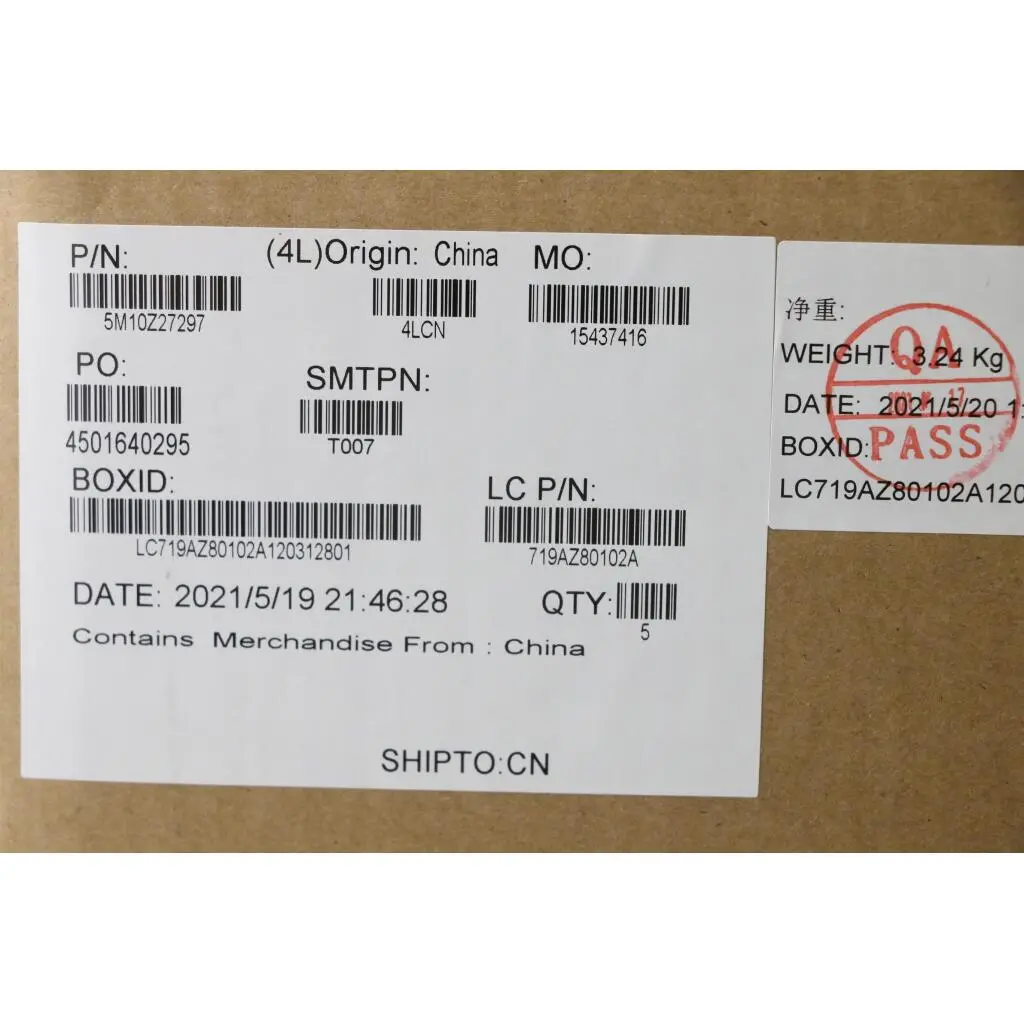 P/N: (4L)Origin: China MO:
5M10Z27297 4LCN 15437416
PO: SMTPN:
4501640295 T007
BOXID: LC P/N:
LC719AZ80102A120312801 719AZ80102A
DATE: 2021/5/19 21:46:28 QTY:
5
Contains Merchandise From : China
SHIPTO:CN
净重:
WEIGHT: 3.24 Kg
DATE: 2021/5/20 1:
BOXID:
LC719AZ80102A120
QA
PASS